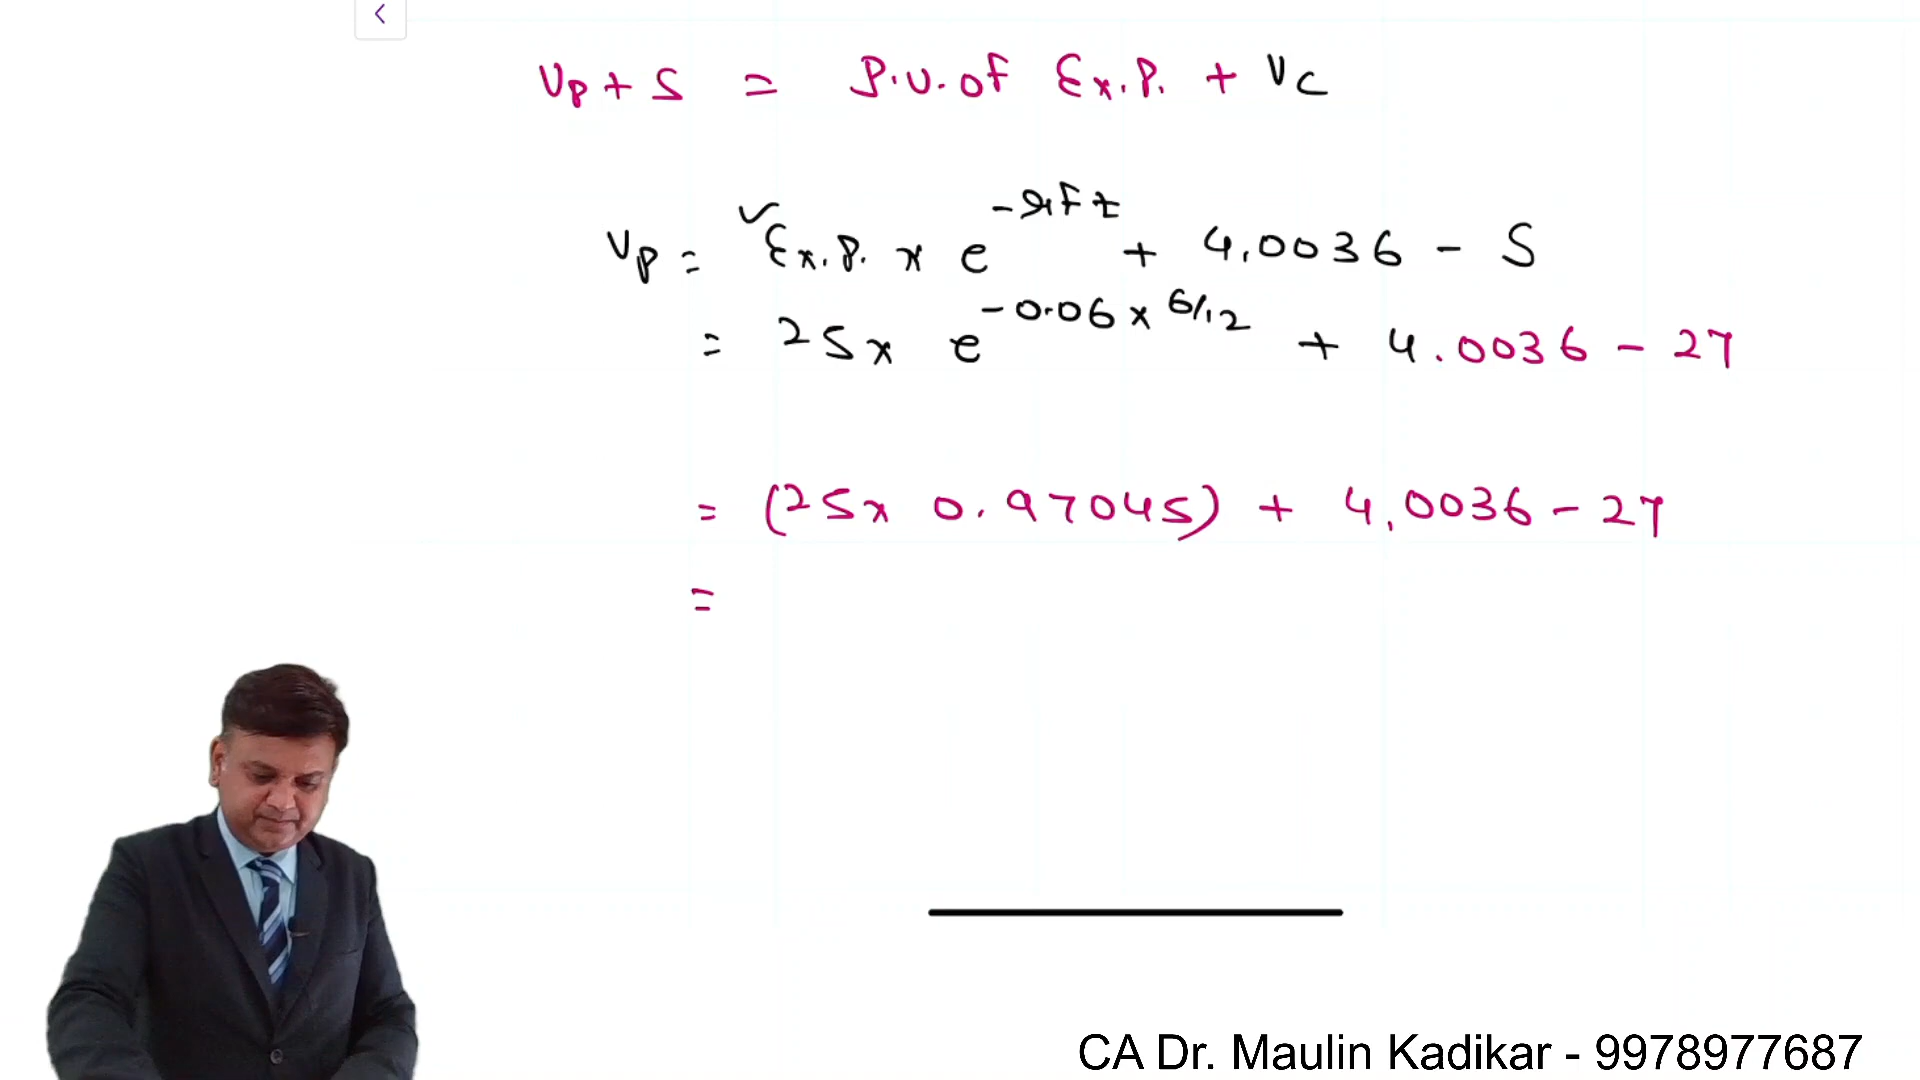 Vp + S = P.V. of Ex.P. + Vc
Vp = Ex.P. x e^-rft + 4.0036 - S
= 25 x e^-0.06 x 6/12 + 4.0036 - 27
= (25 x 0.97045) + 4.0036 - 27
=
CA Dr. Maulin Kadikar - 9978977687